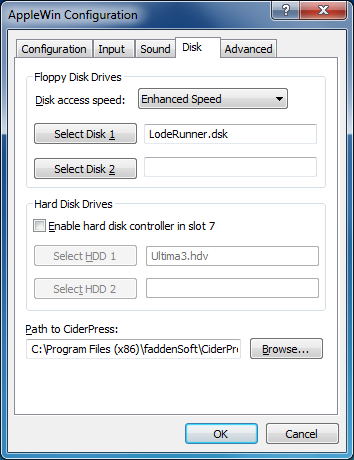 AppleWin Configuration
Configuration Input Sound Disk Advanced
Floppy Disk Drives
Disk access speed: Enhanced Speed
Select Disk 1 LodeRunner.dsk
Select Disk 2
Hard Disk Drives
Enable hard disk controller in slot 7
Select HDD 1 Ultima3.hdv
Select HDD 2
Path to CiderPress:
C:\Program Files (x86)\faddenSoft\CiderPre Browse...
OK Cancel